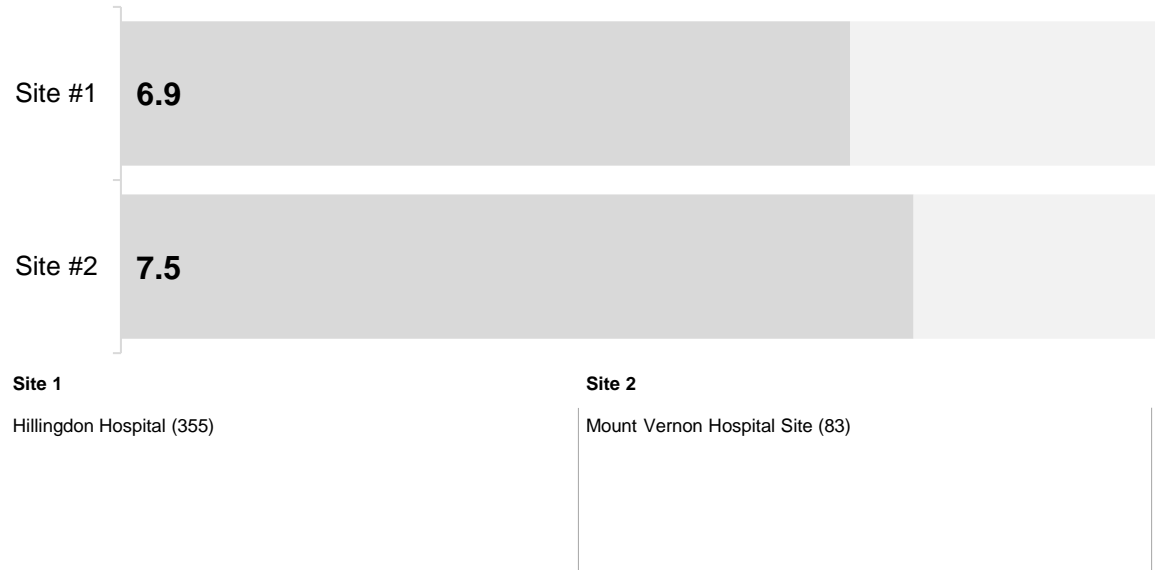 Site #1 6.9
Site #2 7.5
Site 1
Hillingdon Hospital (355)
Site 2
Mount Vernon Hospital Site (83)